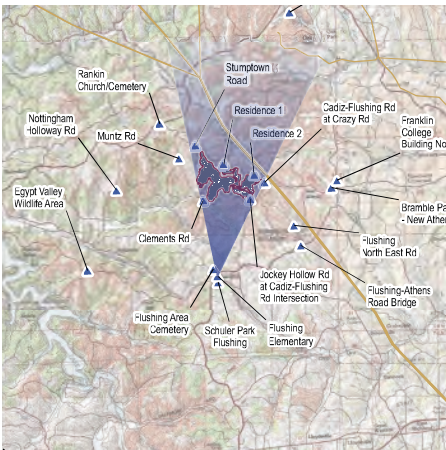 Stumptown
Road
Rankin
Church/Cemetery
Residence 1
Cadiz-Flushing Rd
at Crazy Rd
Nottingham
Holloway Rd
Muntz Rd
Residence 2
Franklin
College
Building No
Egypt Valley
Wildlife Area
Bramble Pa
- New Ather
Clements Rd
Flushing
North East Rd
Jockey Hollow Rd
at Cadiz-Flushing
Rd Intersection
Flushing-Athens
Road Bridge
Flushing Area
Cemetery
Schuler Park
Flushing
Flushing
Elementary